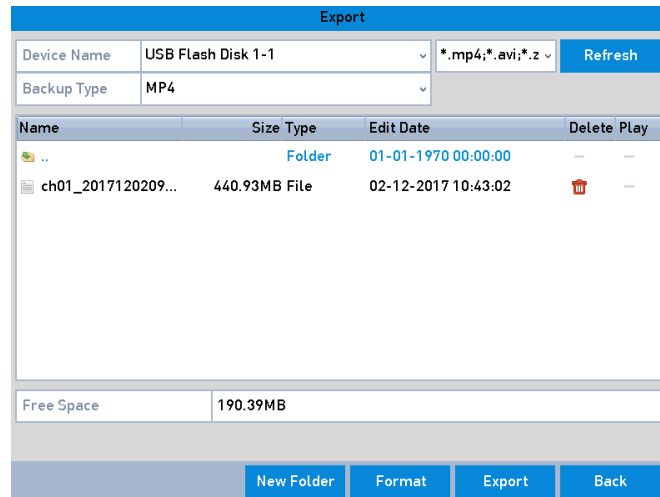 Export
Device Name USB Flash Disk 1-1 *.mp4;*.avi;*.z Refresh
Backup Type MP4
Name Size Type Edit Date Delete Play
.. Folder 01-01-1970 00:00:00 — —
ch01_2017120209... 440.93MB File 02-12-2017 10:43:02 —
Free Space 190.39MB
New Folder Format Export Back